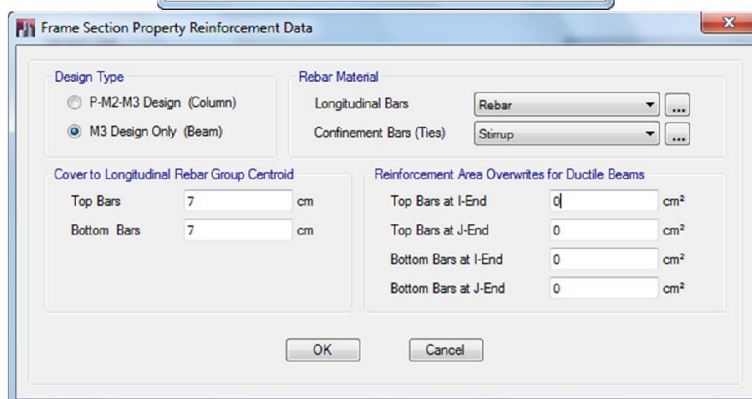 Frame Section Property Reinforcement Data
Design Type
P-M2-M3 Design (Column)
M3 Design Only (Beam)
Rebar Material
Longitudinal Bars Rebar ...
Confinement Bars (Ties) Stirrup ...
Cover to Longitudinal Rebar Group Centroid
Top Bars 7 cm
Bottom Bars 7 cm
Reinforcement Area Overwrites for Ductile Beams
Top Bars at I-End 0 cm²
Top Bars at J-End 0 cm²
Bottom Bars at I-End 0 cm²
Bottom Bars at J-End 0 cm²
OK Cancel